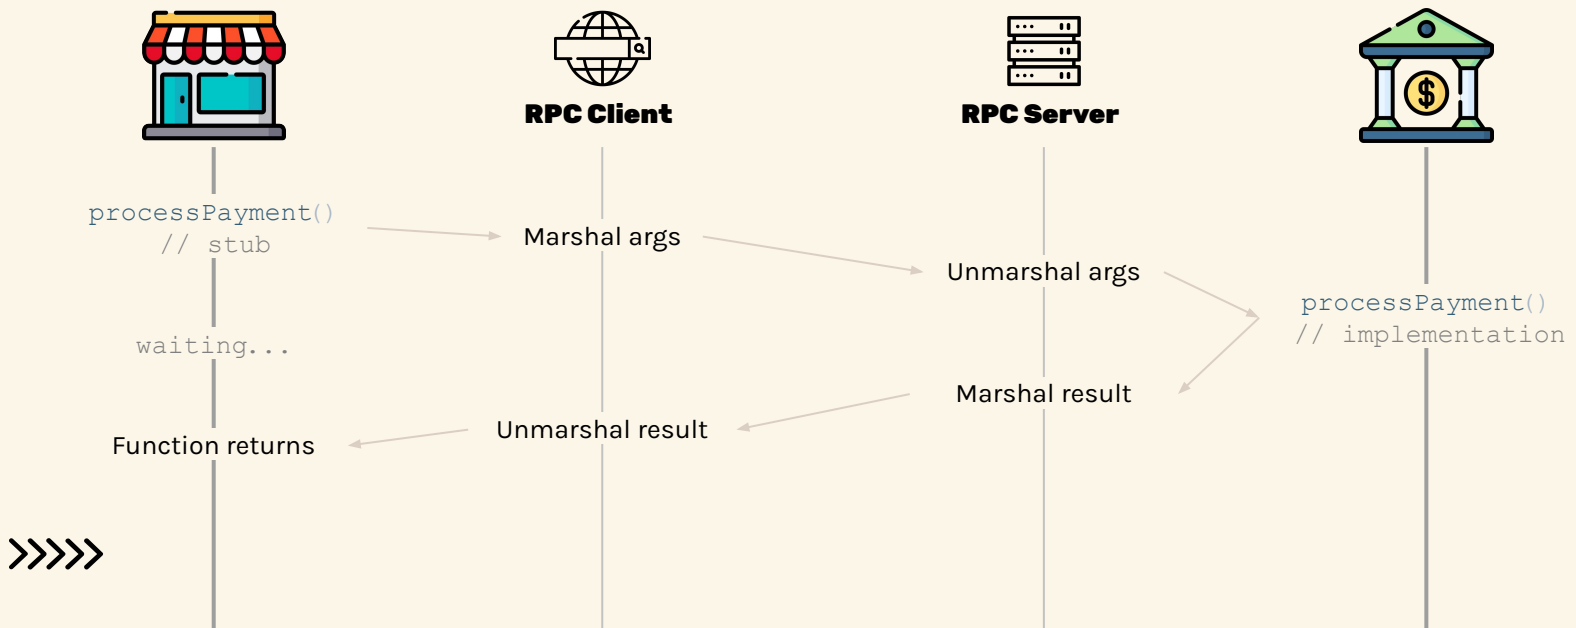 RPC Client
RPC Server
processPayment()
// stub
Marshal args
Unmarshal args
processPayment()
// implementation
waiting...
Marshal result
Unmarshal result
Function returns